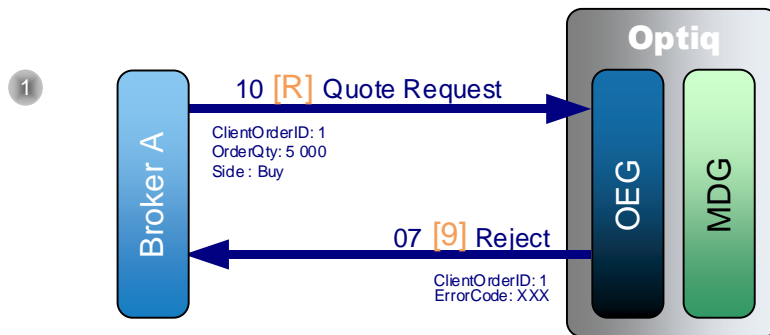 Optiq
1
10 [R] Quote Request
ClientOrderID: 1
OrderQty: 5 000
Side : Buy
Broker A
OEG
MDG
07 [9] Reject
ClientOrderID: 1
ErrorCode: XXX